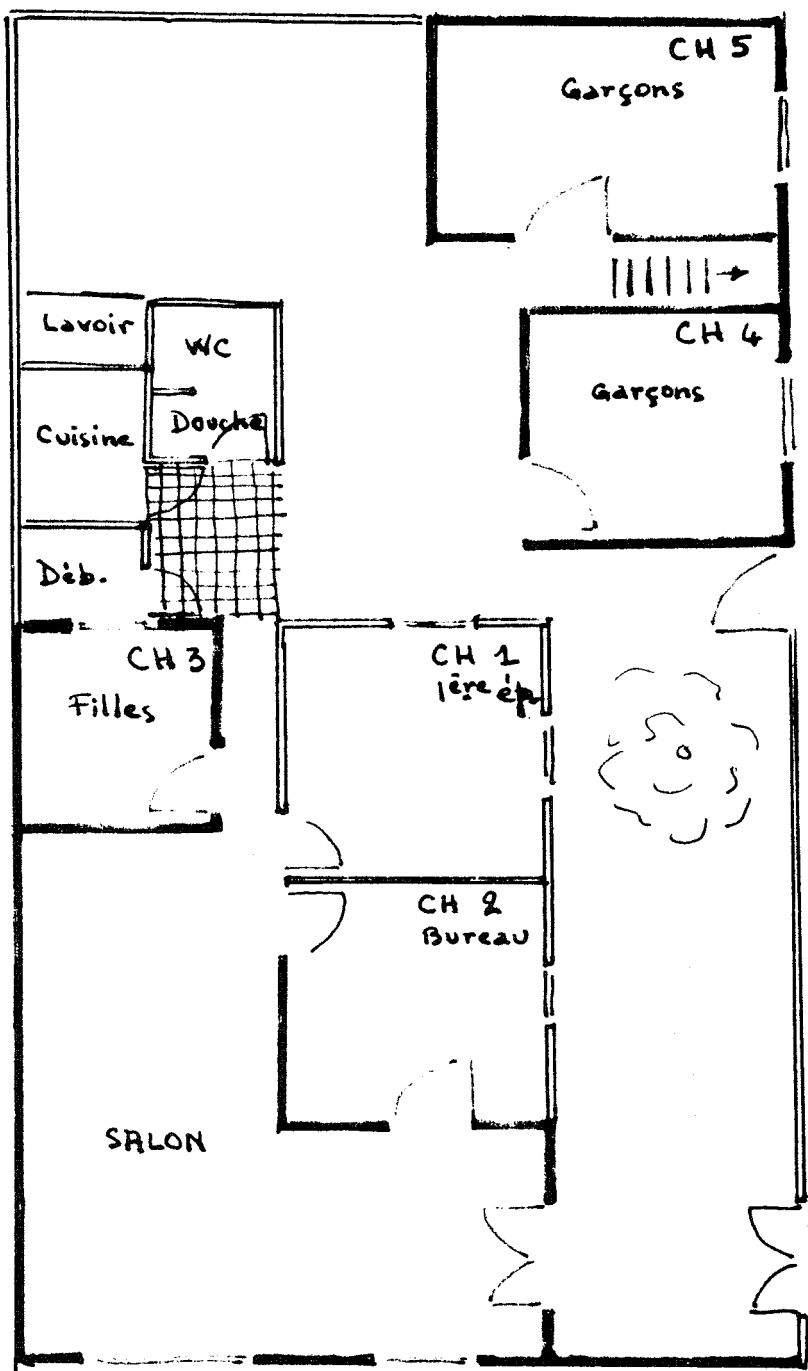 CH 5
Garçons
CH 4
Garçons
Lavoir
WC
Douche
Cuisine
Déb.
CH 3
Filles
CH 1
1ère ép.
CH 2
Bureau
SALON